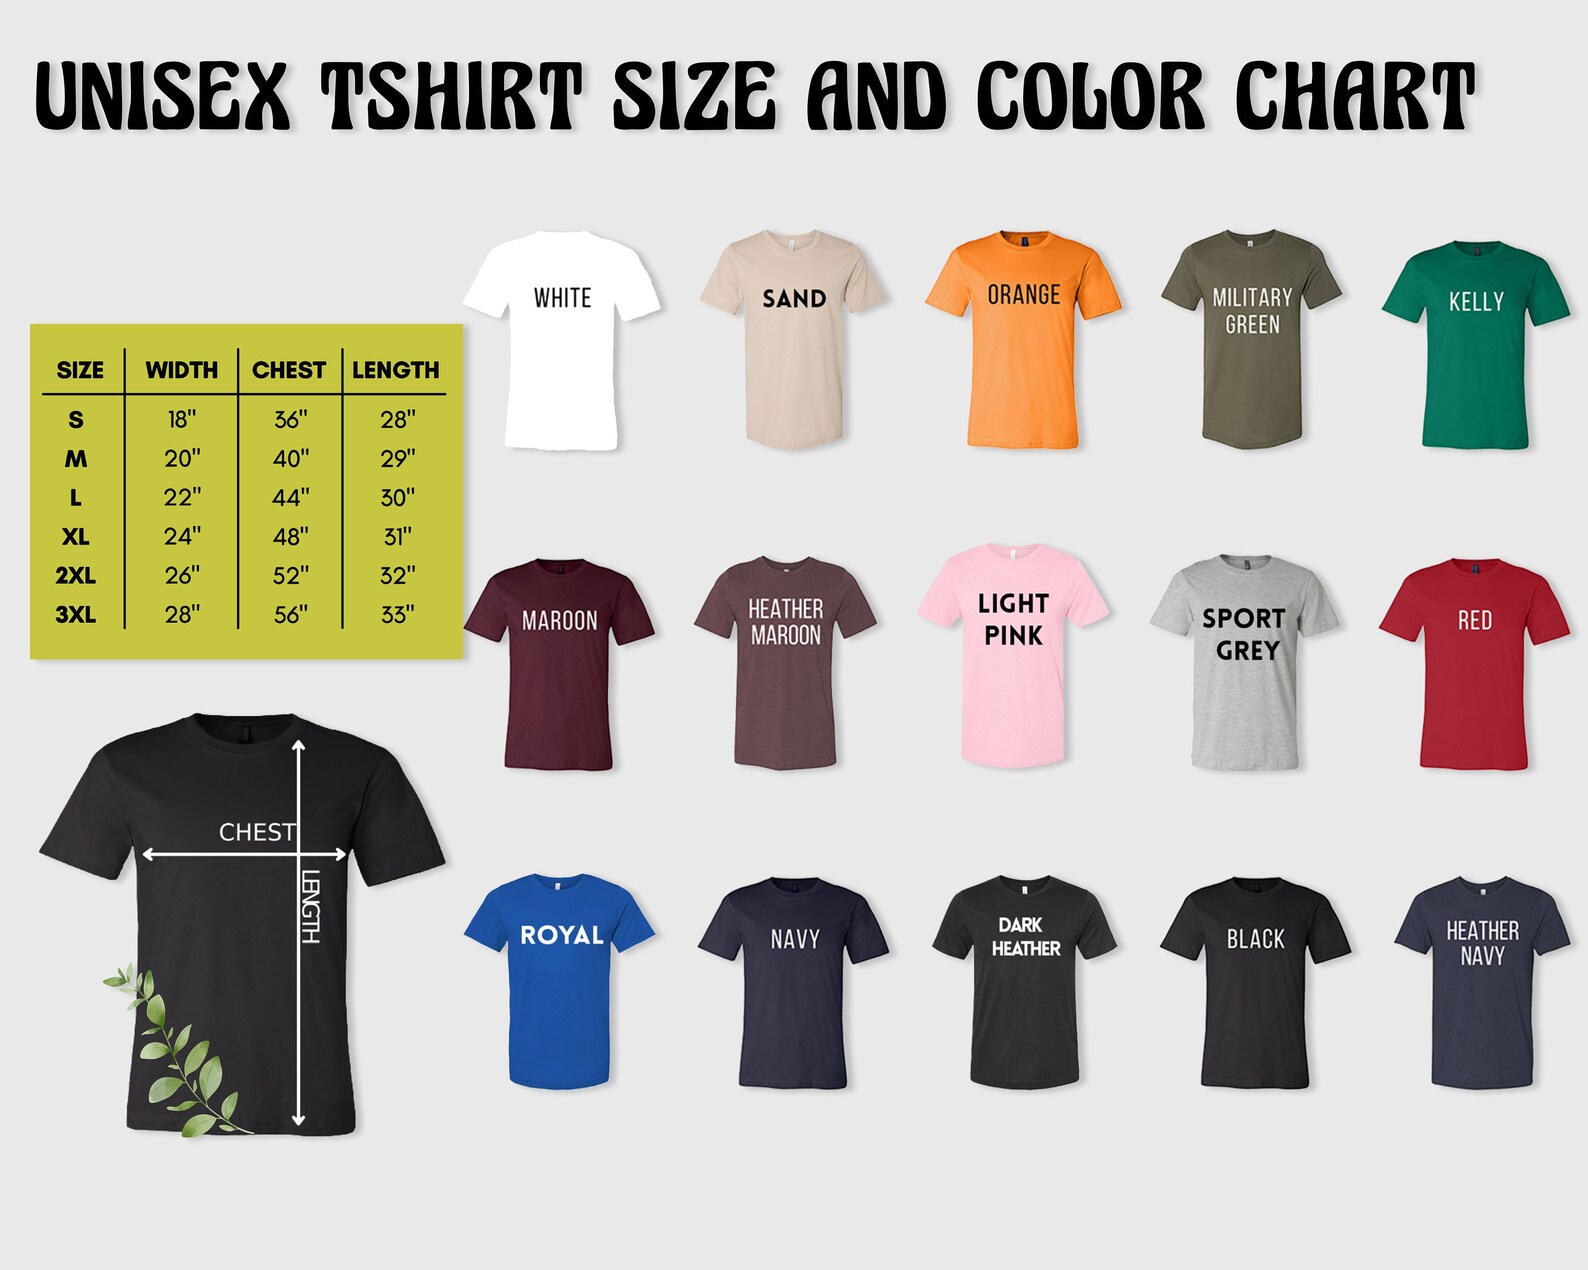 UNISEX TSHIRT SIZE AND COLOR CHART
WHITE
SAND
ORANGE
MILITARY
GREEN
KELLY
SIZE WIDTH CHEST LENGTH
S 18" 36" 28"
M 20" 40" 29"
L 22" 44" 30"
XL 24" 48" 31"
2XL 26" 52" 32"
3XL 28" 56" 33"
MAROON
HEATHER
MAROON
LIGHT
PINK
SPORT
GREY
RED
CHEST
LENGTH
ROYAL
NAVY
DARK
HEATHER
BLACK
HEATHER
NAVY